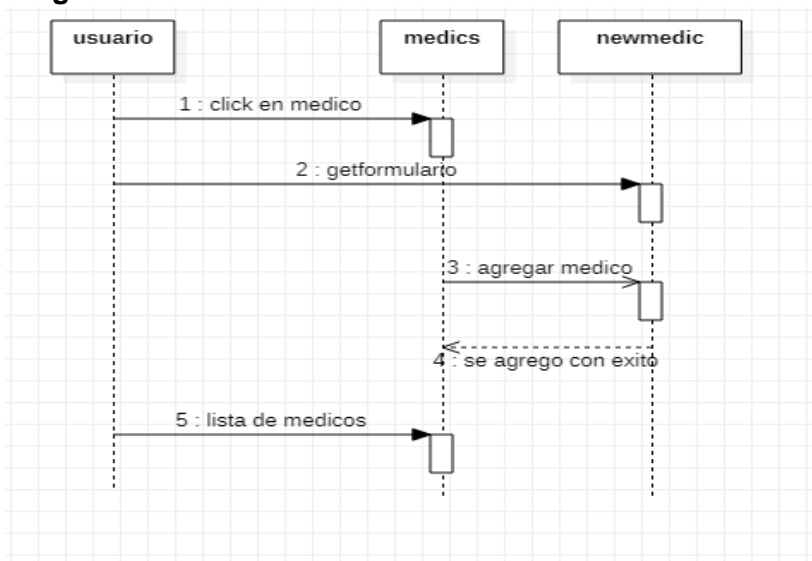 usuario
medics
newmedic
1 : click en medico
2 : getformulario
3 : agregar medico
4 : se agrego con exito
5 : lista de medicos